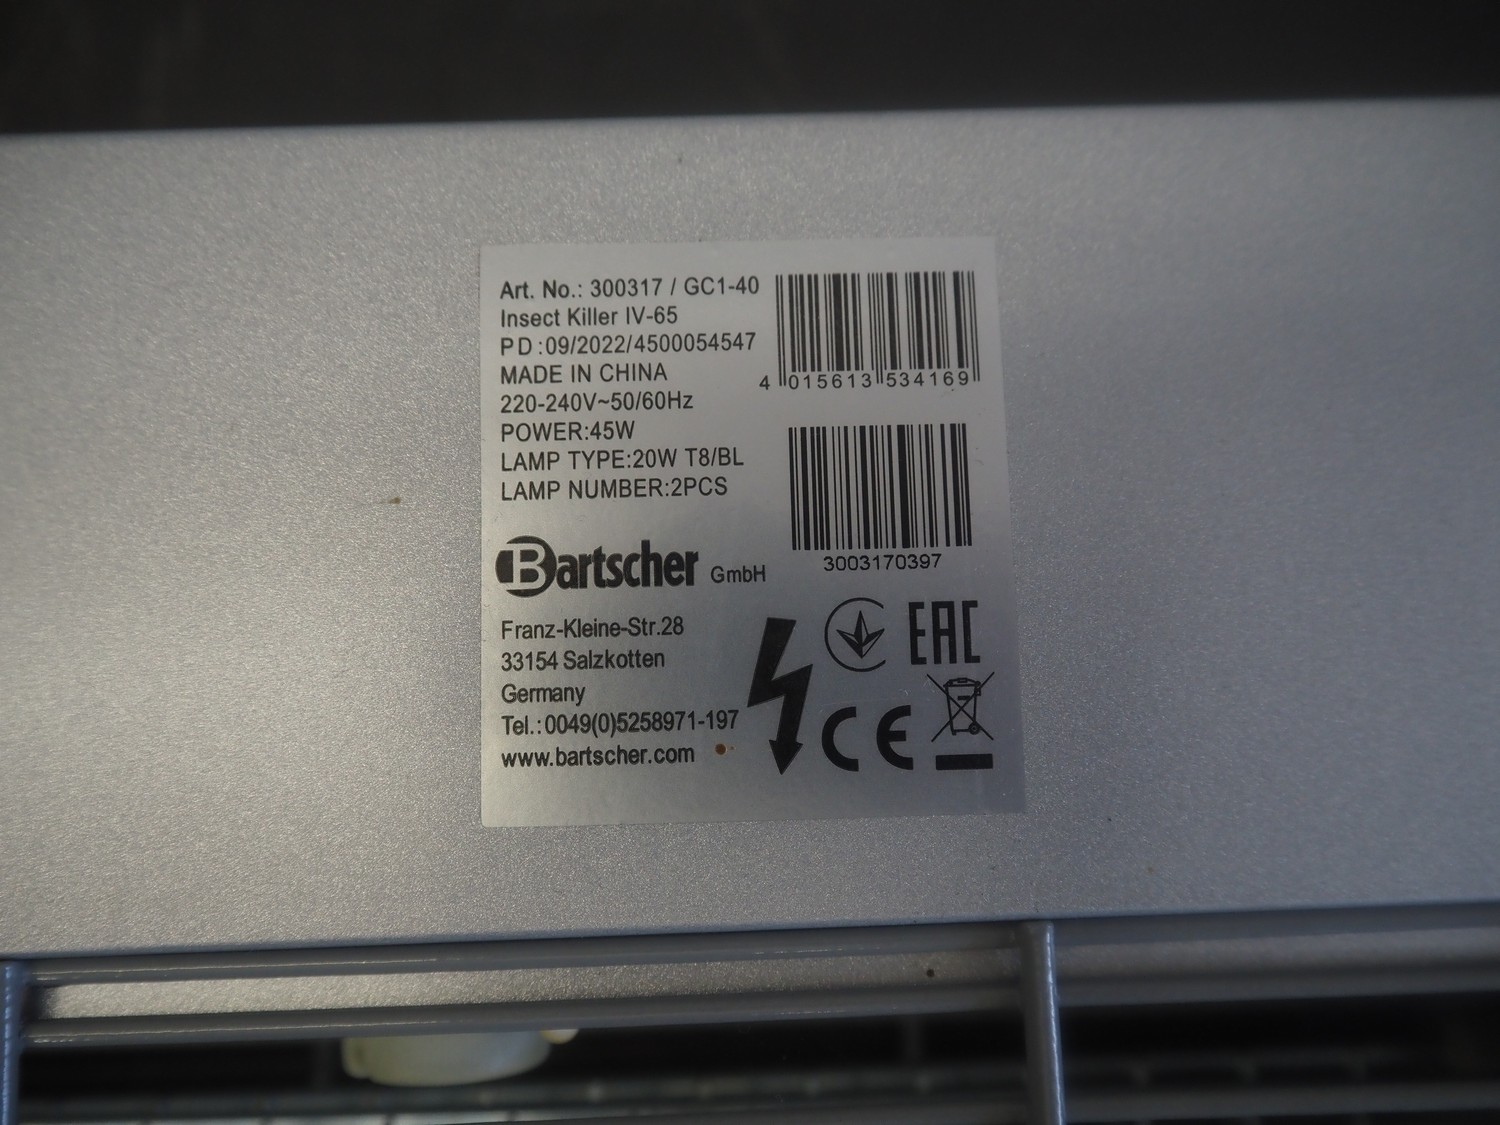 Art. No.: 300317 / GC1-40
Insect Killer IV-65
PD:09/2022/4500054547
MADE IN CHINA
220-240V~50/60Hz
POWER:45W
LAMP TYPE:20W T8/BL
LAMP NUMBER:2PCS
4 015613 534169
3003170397
Bartscher GmbH
Franz-Kleine-Str.28
33154 Salzkotten
Germany
Tel.:0049(0)5258971-197
www.bartscher.com
EAC
CE